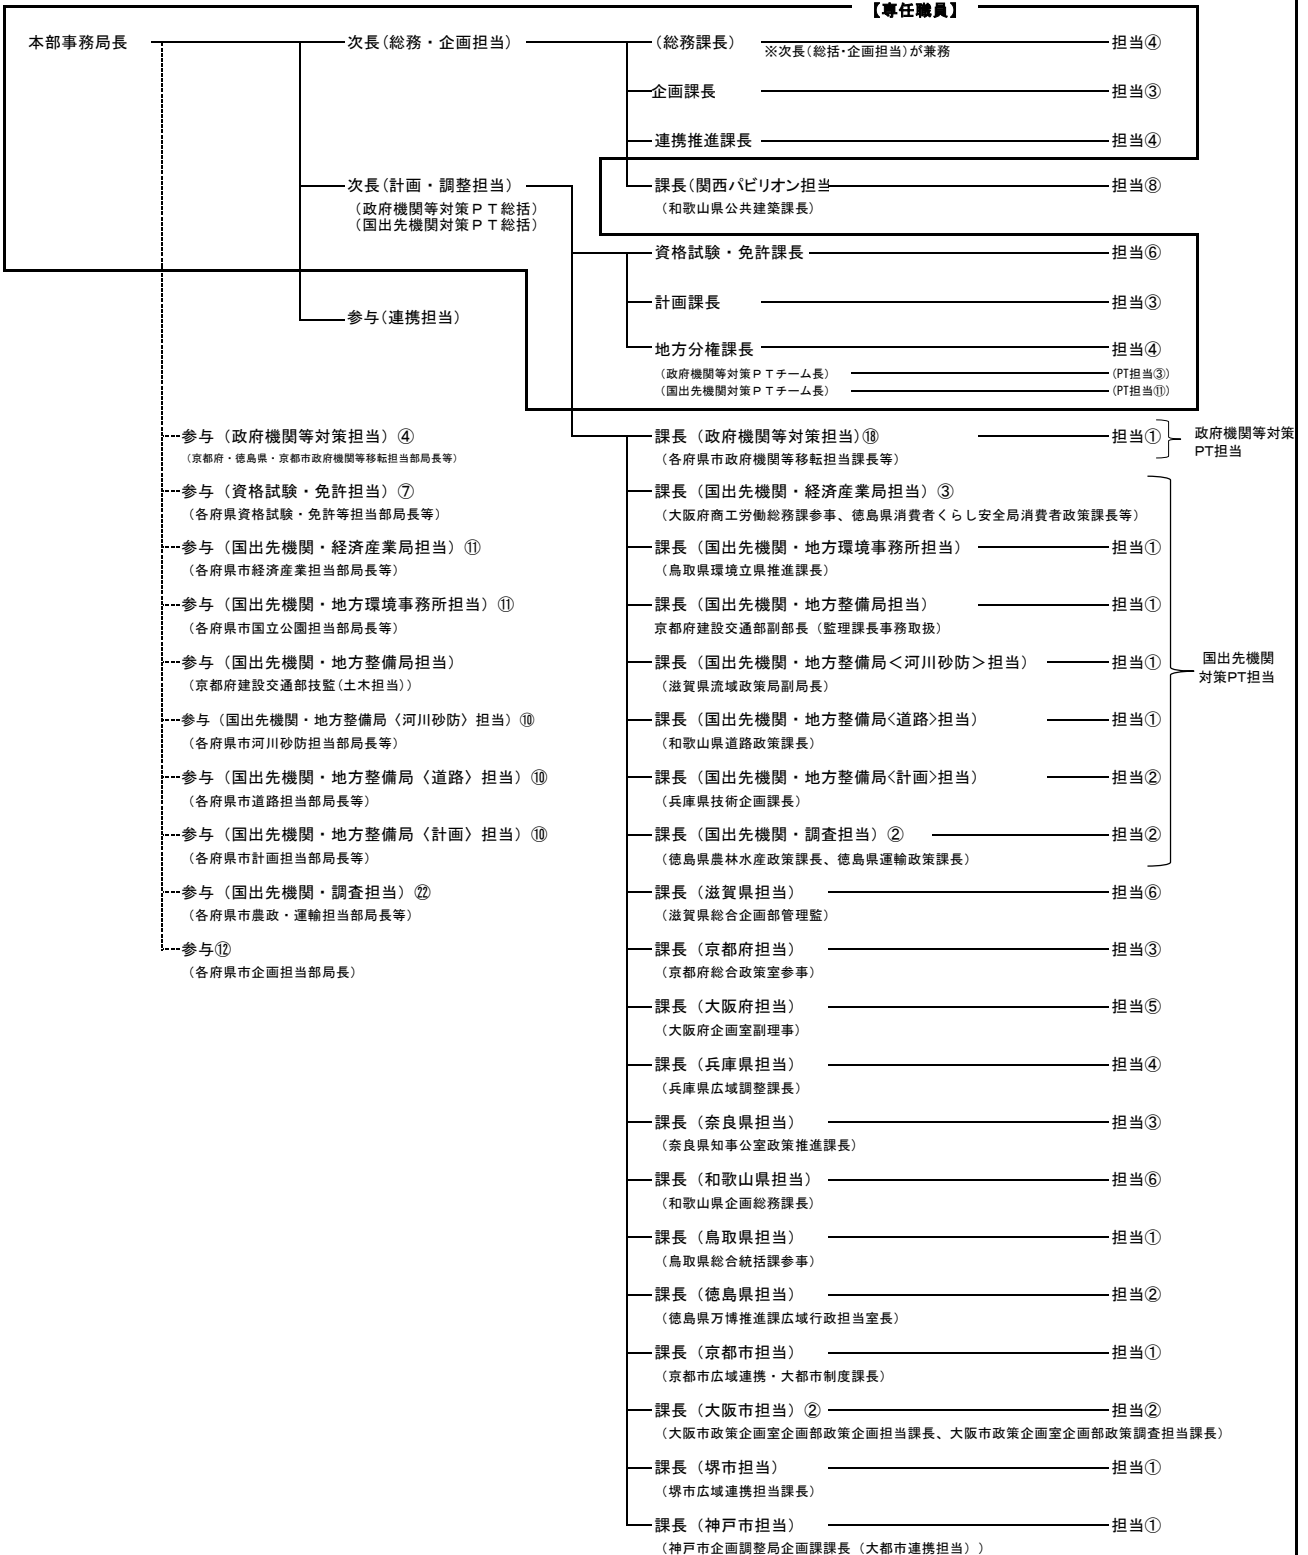 【専任職員】
本部事務局長
次長(総務・企画担当)
(総務課長)
※次長(総括・企画担当)が兼務
担当④
企画課長
担当③
連携推進課長
担当④
次長(計画・調整担当)
(政府機関等対策PT総括)
(国出先機関対策PT総括)
課長(関西パビリオン担当
(和歌山県公共建築課長)
担当⑧
資格試験・免許課長
担当⑥
計画課長
担当③
参与(連携担当)
地方分権課長
担当④
(政府機関等対策PTチーム長)
(PT担当③)
(国出先機関対策PTチーム長)
(PT担当⑪)
参与(政府機関等対策担当)④
(京都府・徳島県・京都市政府機関等移転担当部局長等)
参与(資格試験・免許担当)⑦
(各府県資格試験・免許等担当部局長等)
参与(国出先機関・経済産業局担当)⑪
(各府県市経済産業担当部局長等)
参与(国出先機関・地方環境事務所担当)⑪
(各府県市国立公園担当部局長等)
参与(国出先機関・地方整備局担当)
(京都府建設交通部技監(土木担当))
参与(国出先機関・地方整備局〈河川砂防〉担当)⑩
(各府県市河川砂防担当部局長等)
参与(国出先機関・地方整備局〈道路〉担当)⑩
(各府県市道路担当部局長等)
参与(国出先機関・地方整備局〈計画〉担当)⑩
(各府県市計画担当部局長等)
参与(国出先機関・調査担当)㉒
(各府県市農政・運輸担当部局長等)
参与⑫
(各府県市企画担当部局長)
課長(政府機関等対策担当)⑱
担当①
(各府県市政府機関等移転担当課長等)
政府機関等対策
PT担当
課長(国出先機関・経済産業局担当)③
(大阪府商工労働総務課参事、徳島県消費者くらし安全局消費者政策課長等)
課長(国出先機関・地方環境事務所担当)
担当①
(鳥取県環境立県推進課長)
課長(国出先機関・地方整備局担当)
担当①
京都府建設交通部副部長(監理課長事務取扱)
課長(国出先機関・地方整備局<河川砂防>担当)
担当①
(滋賀県流域政策局副局長)
国出先機関
対策PT担当
課長(国出先機関・地方整備局<道路>担当)
担当①
(和歌山県道路政策課長)
課長(国出先機関・地方整備局<計画>担当)
担当②
(兵庫県技術企画課長)
課長(国出先機関・調査担当)②
担当②
(徳島県農林水産政策課長、徳島県運輸政策課長)
課長(滋賀県担当)
担当⑥
(滋賀県総合企画部管理監)
課長(京都府担当)
担当③
(京都府総合政策室参事)
課長(大阪府担当)
担当⑤
(大阪府企画室副理事)
課長(兵庫県担当)
担当④
(兵庫県広域調整課長)
課長(奈良県担当)
担当③
(奈良県知事公室政策推進課長)
課長(和歌山県担当)
担当⑥
(和歌山県企画総務課長)
課長(鳥取県担当)
担当①
(鳥取県総合統括課参事)
課長(徳島県担当)
担当②
(徳島県万博推進課広域行政担当室長)
課長(京都市担当)
担当①
(京都市広域連携・大都市制度課長)
課長(大阪市担当)②
担当②
(大阪市政策企画室企画部政策企画担当課長、大阪市政策企画室企画部政策調査担当課長)
課長(堺市担当)
担当①
(堺市広域連携担当課長)
課長(神戸市担当)
担当①
(神戸市企画調整局企画課課長(大都市連携担当))